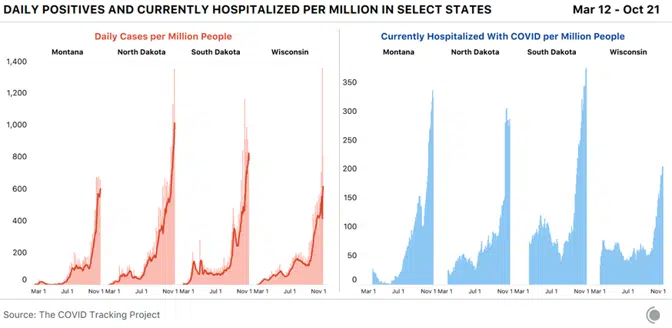 DAILY POSITIVES AND CURRENTLY HOSPITALIZED PER MILLION IN SELECT STATES Mar 12 - Oct 21
Daily Cases per Million People
Montana North Dakota South Dakota Wisconsin
1,400
1,200
1,000
800
600
400
200
0
Mar 1 Jul 1 Nov 1 Mar 1 Jul 1 Nov 1 Mar 1 Jul 1 Nov 1 Mar 1 Jul 1 Nov 1
Currently Hospitalized With COVID per Million People
Montana North Dakota South Dakota Wisconsin
350
300
250
200
150
100
50
0
Mar 1 Jul 1 Nov 1 Mar 1 Jul 1 Nov 1 Mar 1 Jul 1 Nov 1 Mar 1 Jul 1 Nov 1
Source: The COVID Tracking Project